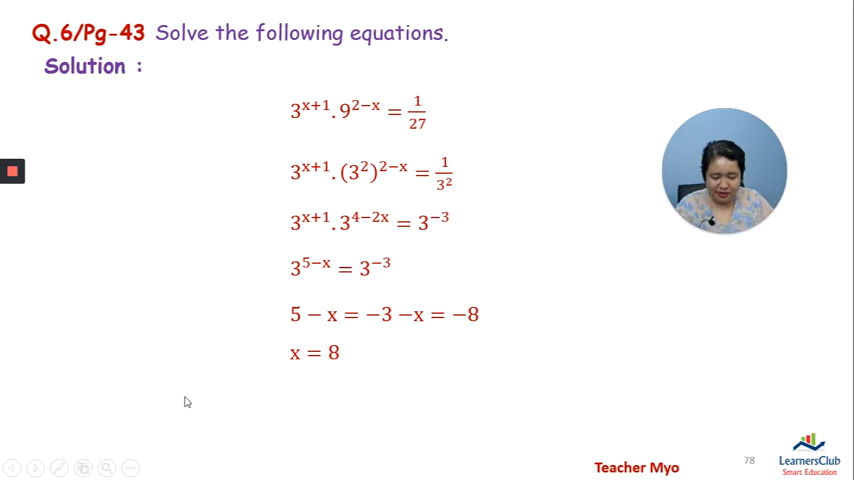 Q.6/Pg-43 Solve the following equations.
Solution :
3^{x+1}.9^{2−x} = \frac{1}{27}
3^{x+1}.(3^2)^{2−x} = \frac{1}{3^2}
3^{x+1}.3^{4−2x} = 3^{−3}
3^{5−x} = 3^{−3}
5 − x = −3 −x = −8
x = 8
Teacher Myo
78
LearnersClub
Smart Education